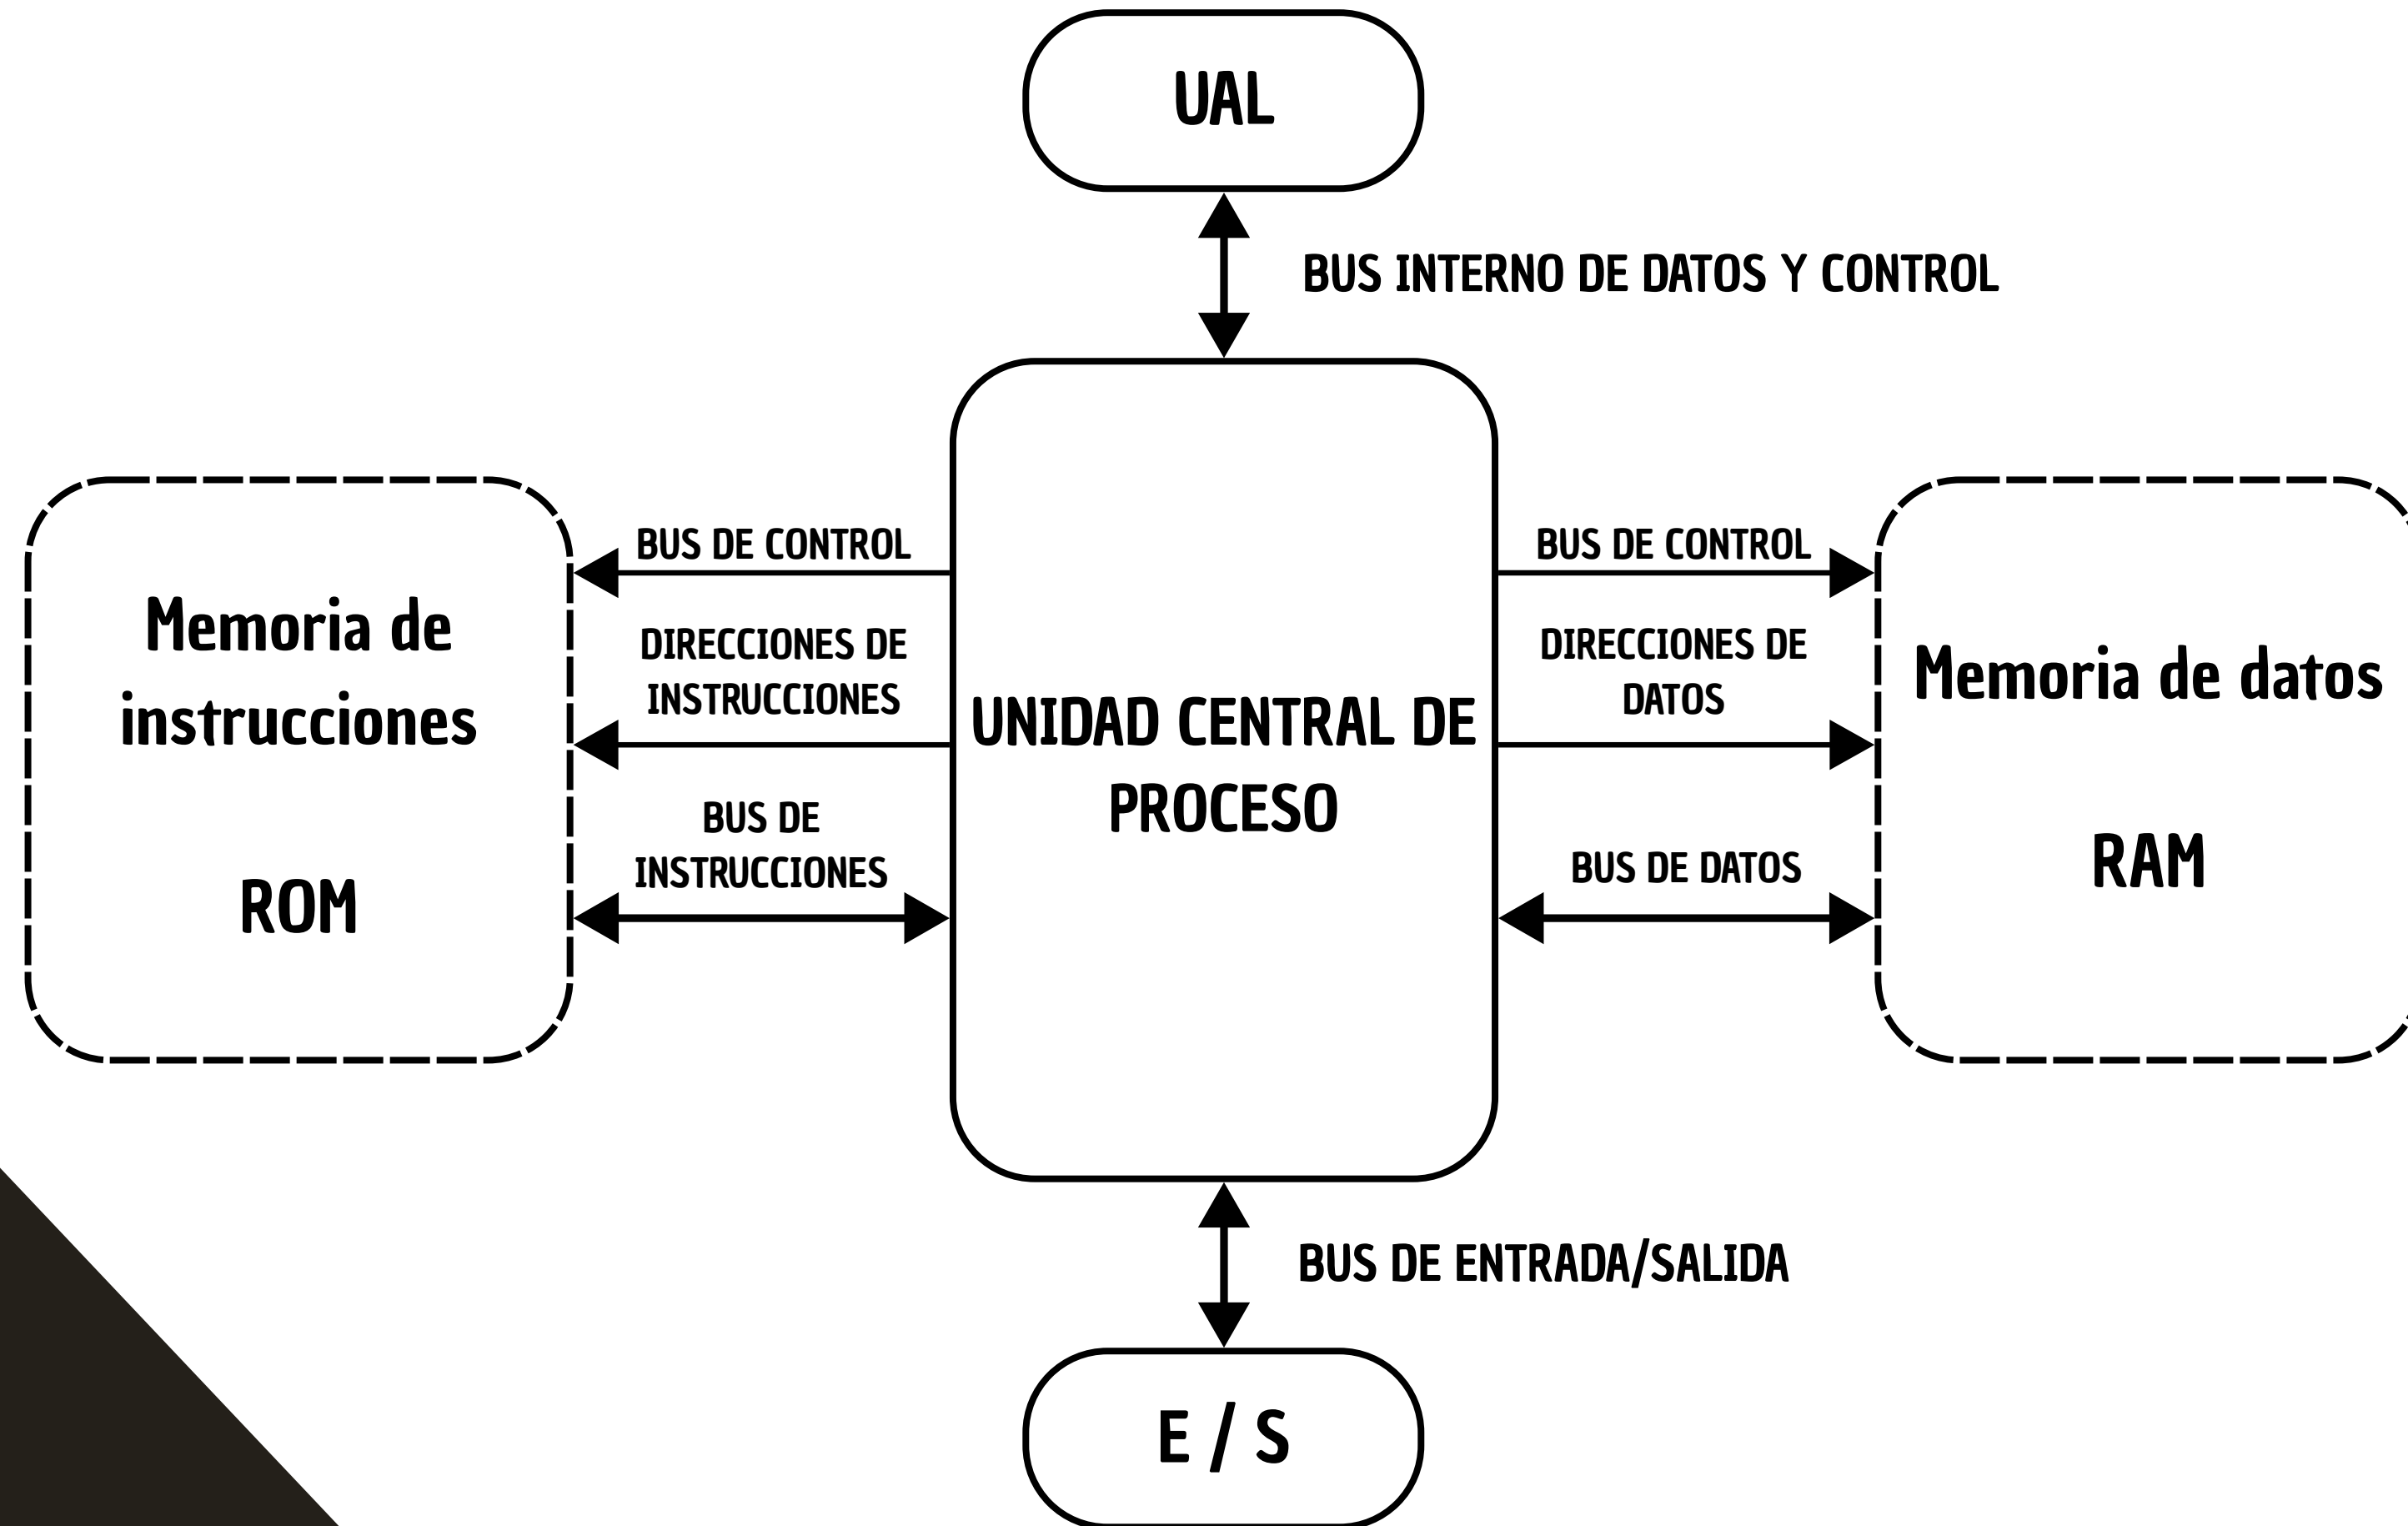 UAL
BUS INTERNO DE DATOS Y CONTROL
BUS DE CONTROL
DIRECCIONES DE
INSTRUCCIONES
BUS DE
INSTRUCCIONES
Memoria de
instrucciones
ROM
UNIDAD CENTRAL DE
PROCESO
BUS DE CONTROL
DIRECCIONES DE
DATOS
BUS DE DATOS
Memoria de datos
RAM
BUS DE ENTRADA/SALIDA
E / S